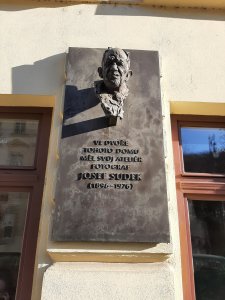 VE DVOŘE
TOHOTO DOMU
MĚL SVŮJ ATELIÉR
FOTOGRAF
JOSEF SUDEK
(1896–1976)